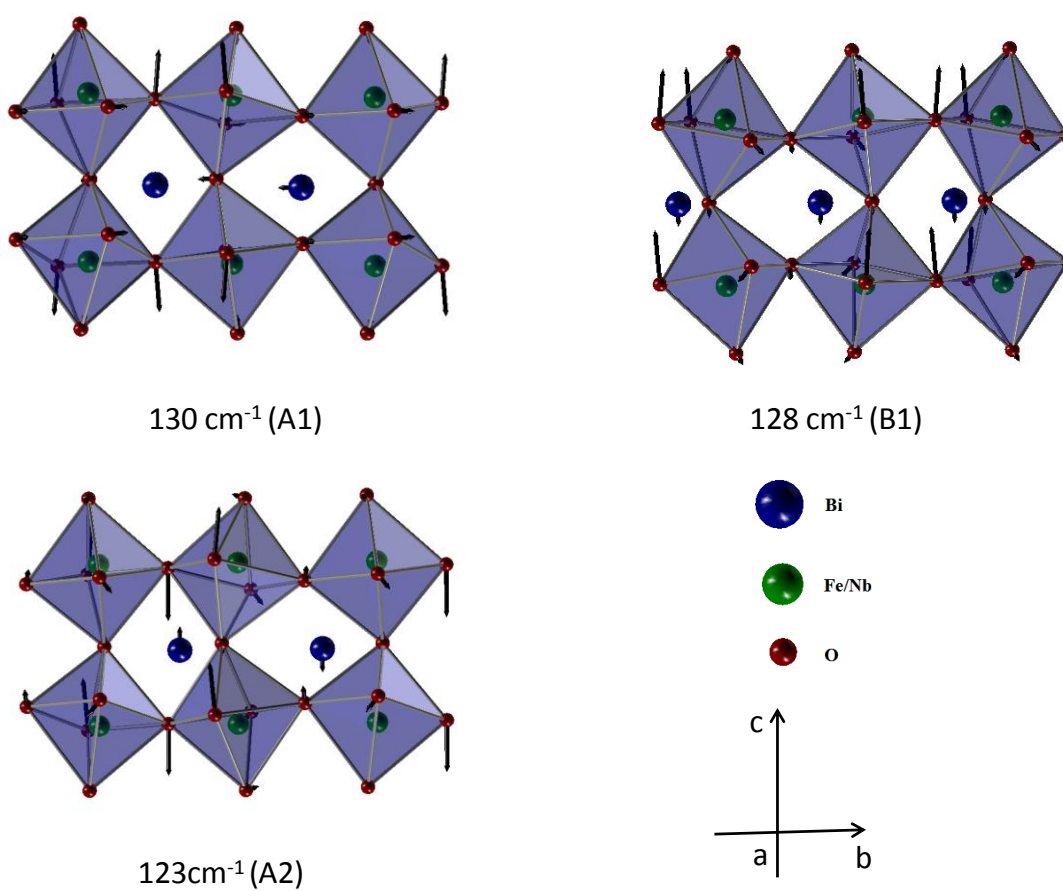 130 cm⁻¹ (A1)
128 cm⁻¹ (B1)
Bi
Fe/Nb
O
123cm⁻¹ (A2)
c
a
b